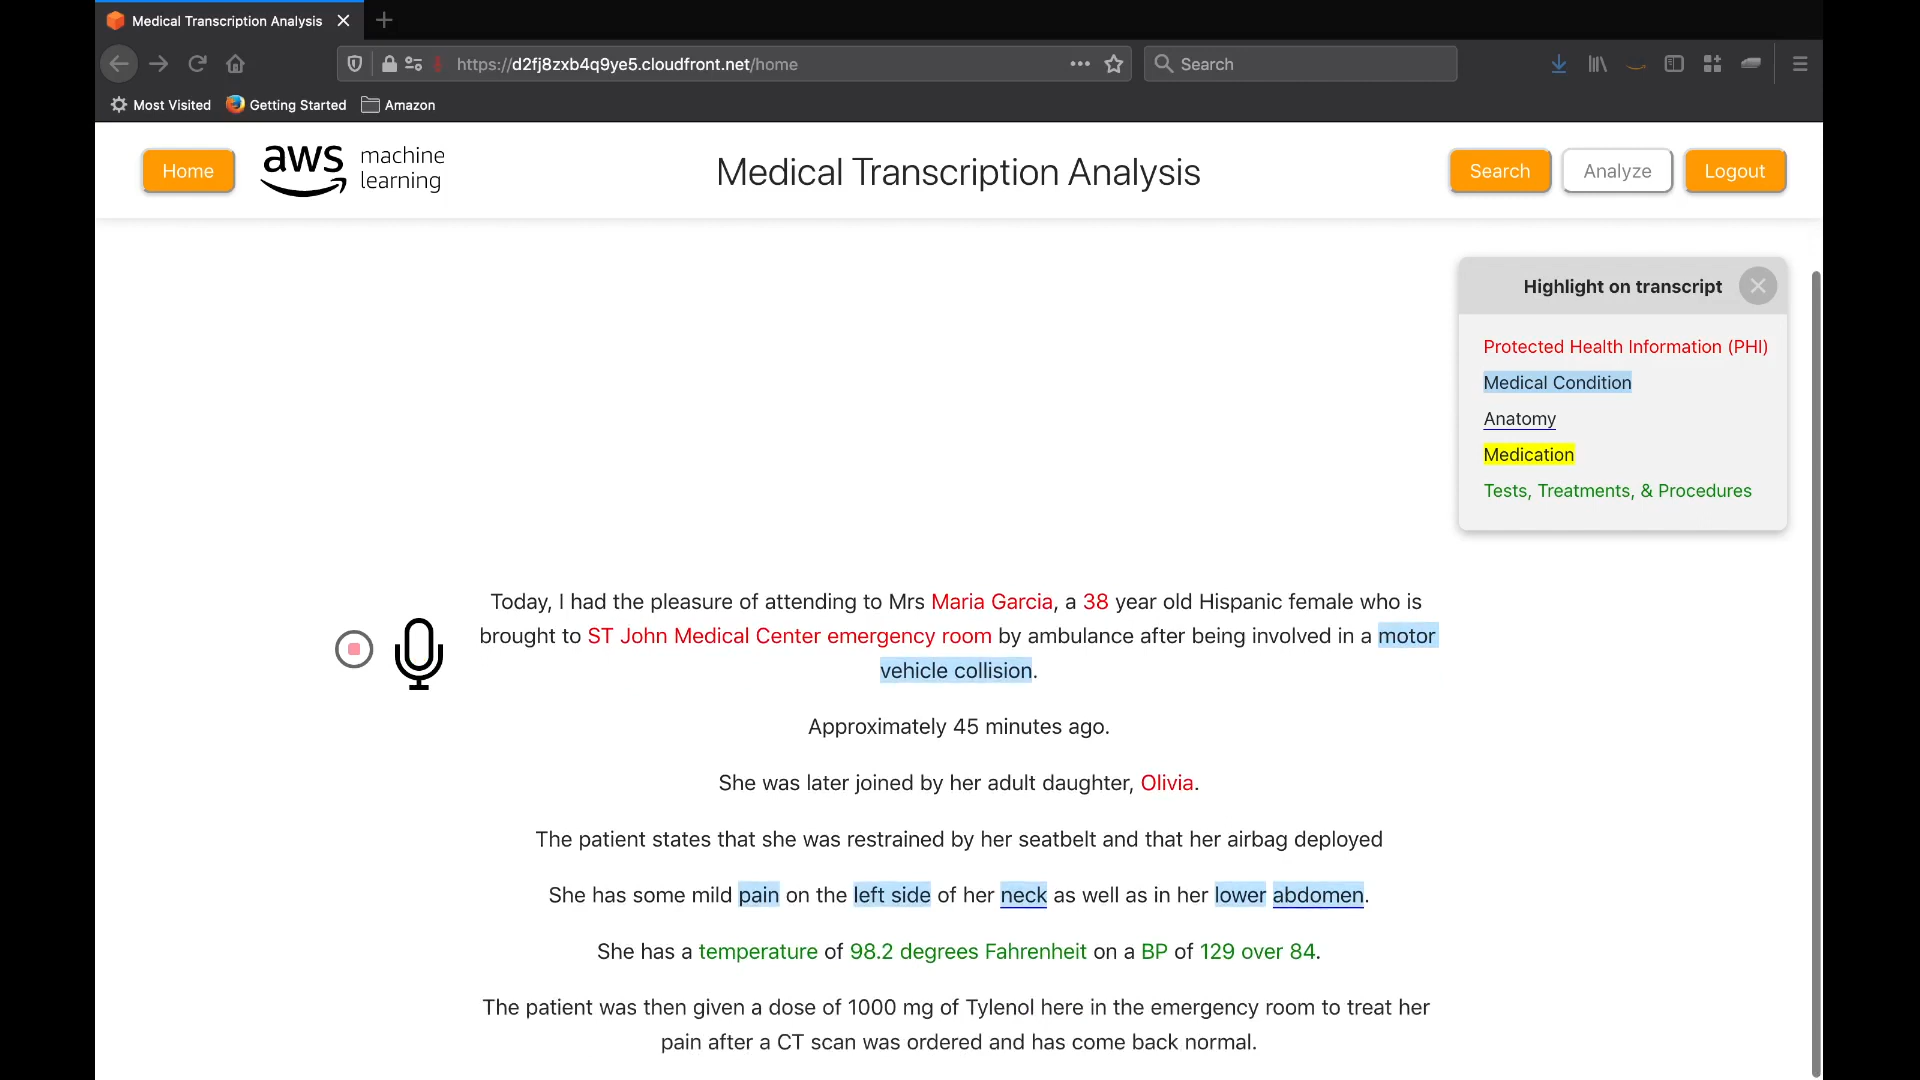 Medical Transcription Analysis
https://d2fj8zxb4q9ye5.cloudfront.net/home
Search
Most Visited
Getting Started
Amazon
Home
aws machine learning
Medical Transcription Analysis
Search
Analyze
Logout
Highlight on transcript
Protected Health Information (PHI)
Medical Condition
Anatomy
Medication
Tests, Treatments, & Procedures
Today, I had the pleasure of attending to Mrs Maria Garcia, a 38 year old Hispanic female who is
brought to ST John Medical Center emergency room by ambulance after being involved in a motor
vehicle collision.
Approximately 45 minutes ago.
She was later joined by her adult daughter, Olivia.
The patient states that she was restrained by her seatbelt and that her airbag deployed
She has some mild pain on the left side of her neck as well as in her lower abdomen.
She has a temperature of 98.2 degrees Fahrenheit on a BP of 129 over 84.
The patient was then given a dose of 1000 mg of Tylenol here in the emergency room to treat her
pain after a CT scan was ordered and has come back normal.